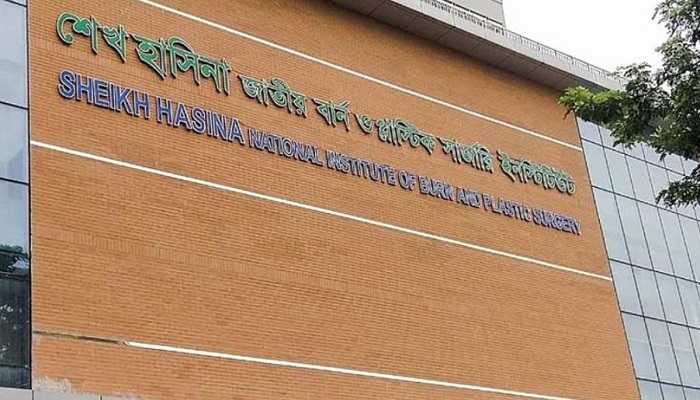 শেখ হাসিনা জাতীয় বার্ন ও প্লাস্টিক সার্জারি ইনস্টিটিউট
SHEIKH HASINA NATIONAL INSTITUTE OF BURN AND PLASTIC SURGERY